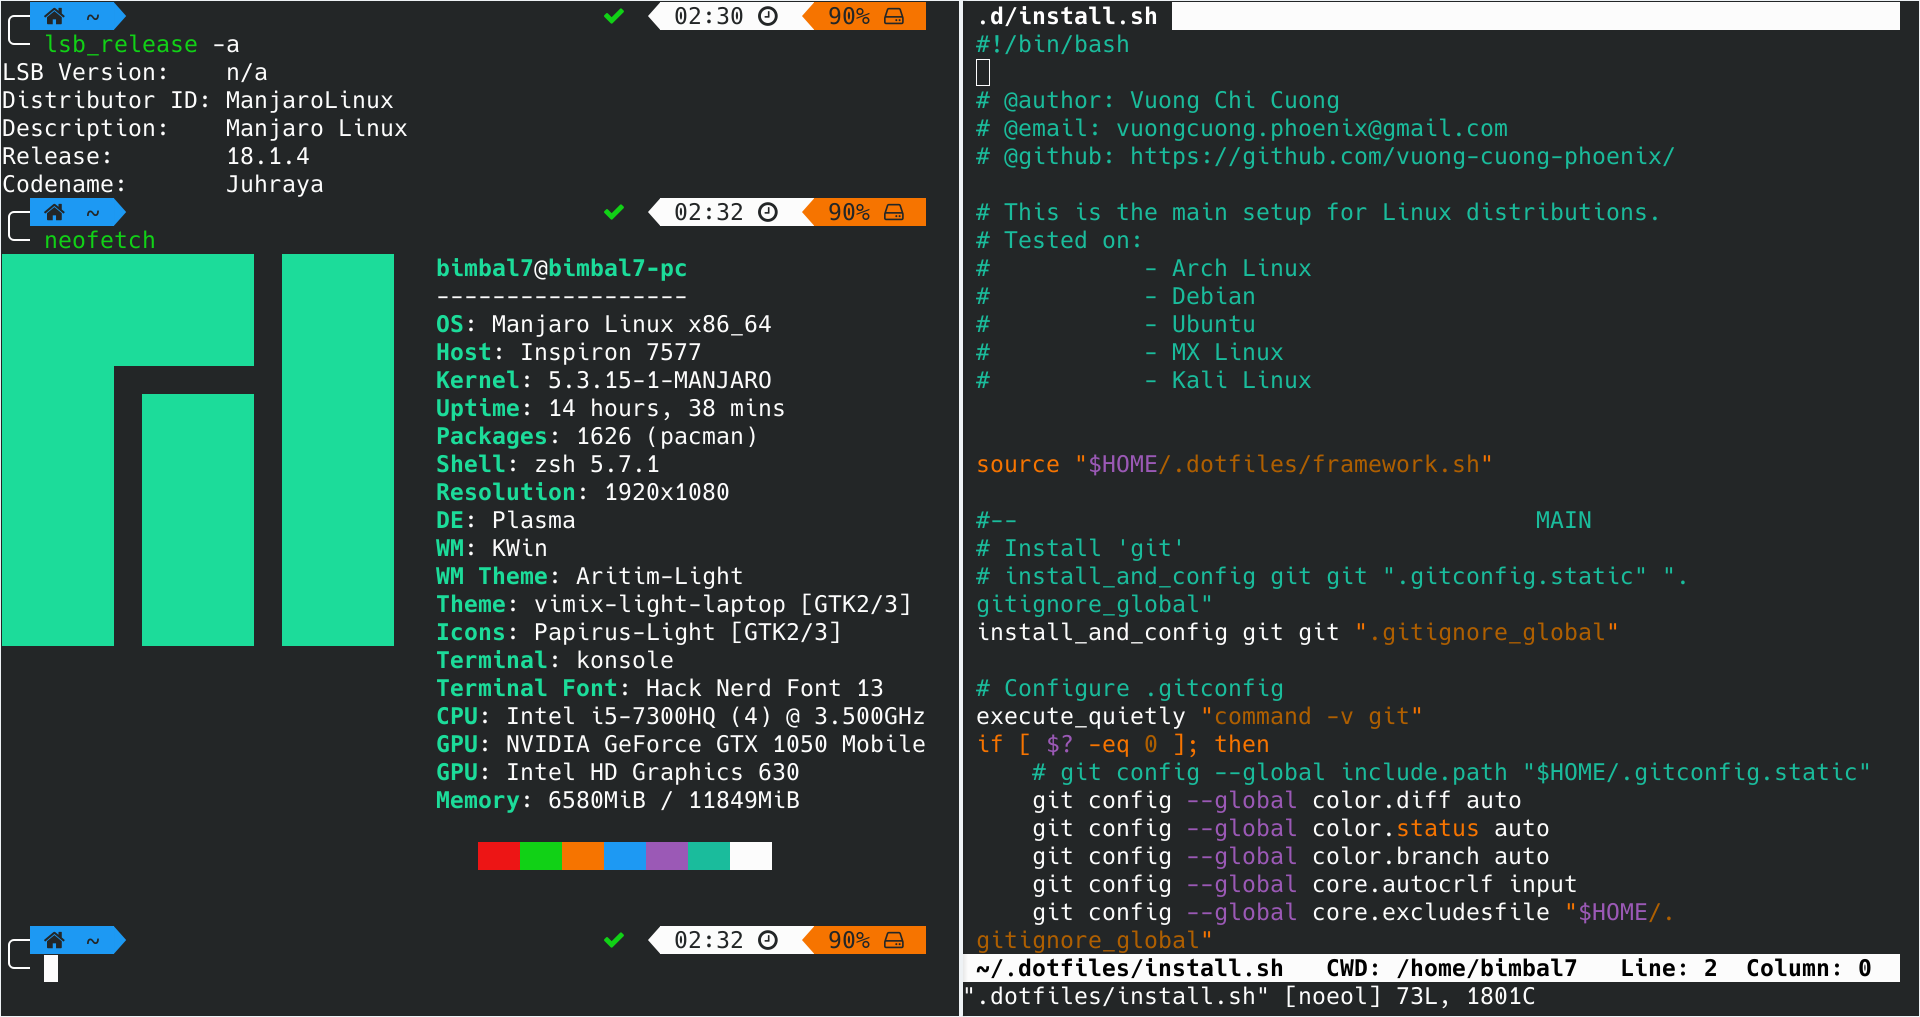 ~ 02:30 90%
lsb_release -a
LSB Version: n/a
Distributor ID: ManjaroLinux
Description: Manjaro Linux
Release: 18.1.4
Codename: Juhraya
~ 02:32 90%
neofetch
bimbal7@bimbal7-pc
------------------
OS: Manjaro Linux x86_64
Host: Inspiron 7577
Kernel: 5.3.15-1-MANJARO
Uptime: 14 hours, 38 mins
Packages: 1626 (pacman)
Shell: zsh 5.7.1
Resolution: 1920x1080
DE: Plasma
WM: KWin
WM Theme: Aritim-Light
Theme: vimix-light-laptop [GTK2/3]
Icons: Papirus-Light [GTK2/3]
Terminal: konsole
Terminal Font: Hack Nerd Font 13
CPU: Intel i5-7300HQ (4) @ 3.500GHz
GPU: NVIDIA GeForce GTX 1050 Mobile
GPU: Intel HD Graphics 630
Memory: 6580MiB / 11849MiB
~ 02:32 90%
.d/install.sh
#!/bin/bash
# @author: Vuong Chi Cuong
# @email: vuongcuong.phoenix@gmail.com
# @github: https://github.com/vuong-cuong-phoenix/
# This is the main setup for Linux distributions.
# Tested on:
# - Arch Linux
# - Debian
# - Ubuntu
# - MX Linux
# - Kali Linux
source "$HOME/.dotfiles/framework.sh"
#-- MAIN
# Install 'git'
# install_and_config git git ".gitconfig.static" ".
gitignore_global"
install_and_config git git ".gitignore_global"
# Configure .gitconfig
execute_quietly "command -v git"
if [ $? -eq 0 ]; then
# git config --global include.path "$HOME/.gitconfig.static"
git config --global color.diff auto
git config --global color.status auto
git config --global color.branch auto
git config --global core.autocrlf input
git config --global core.excludesfile "$HOME/.
gitignore_global"
~/.dotfiles/install.sh CWD: /home/bimbal7 Line: 2 Column: 0
".dotfiles/install.sh" [noeol] 73L, 1801C